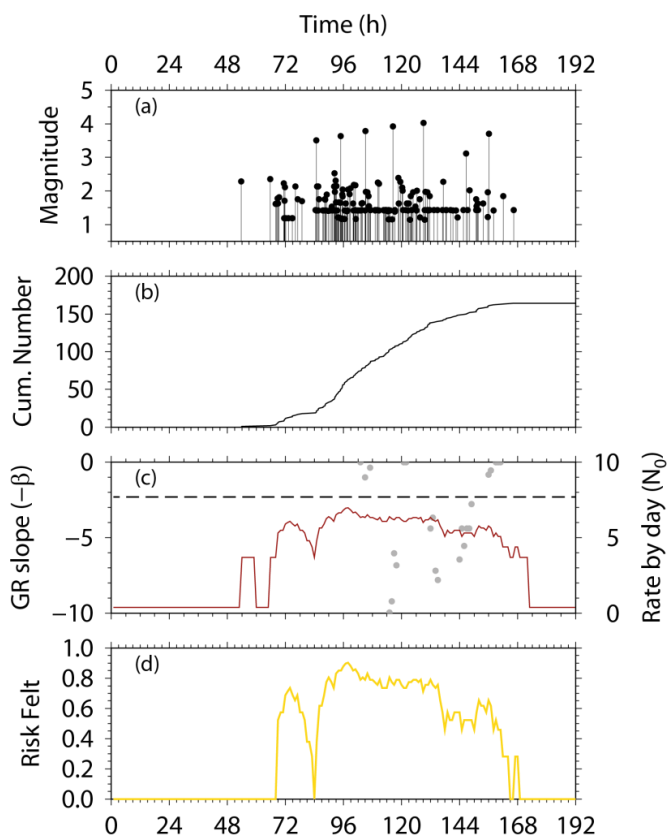 Time (h)
0 24 48 72 96 120 144 168 192
(a)
5
4
3
2
1
Magnitude
(b)
200
150
100
50
0
Cum. Number
(c)
0
−5
−10
GR slope (−β)
10
5
0
Rate by day (N₀)
(d)
1.0
0.8
0.6
0.4
0.2
0.0
Risk Felt
0 24 48 72 96 120 144 168 192